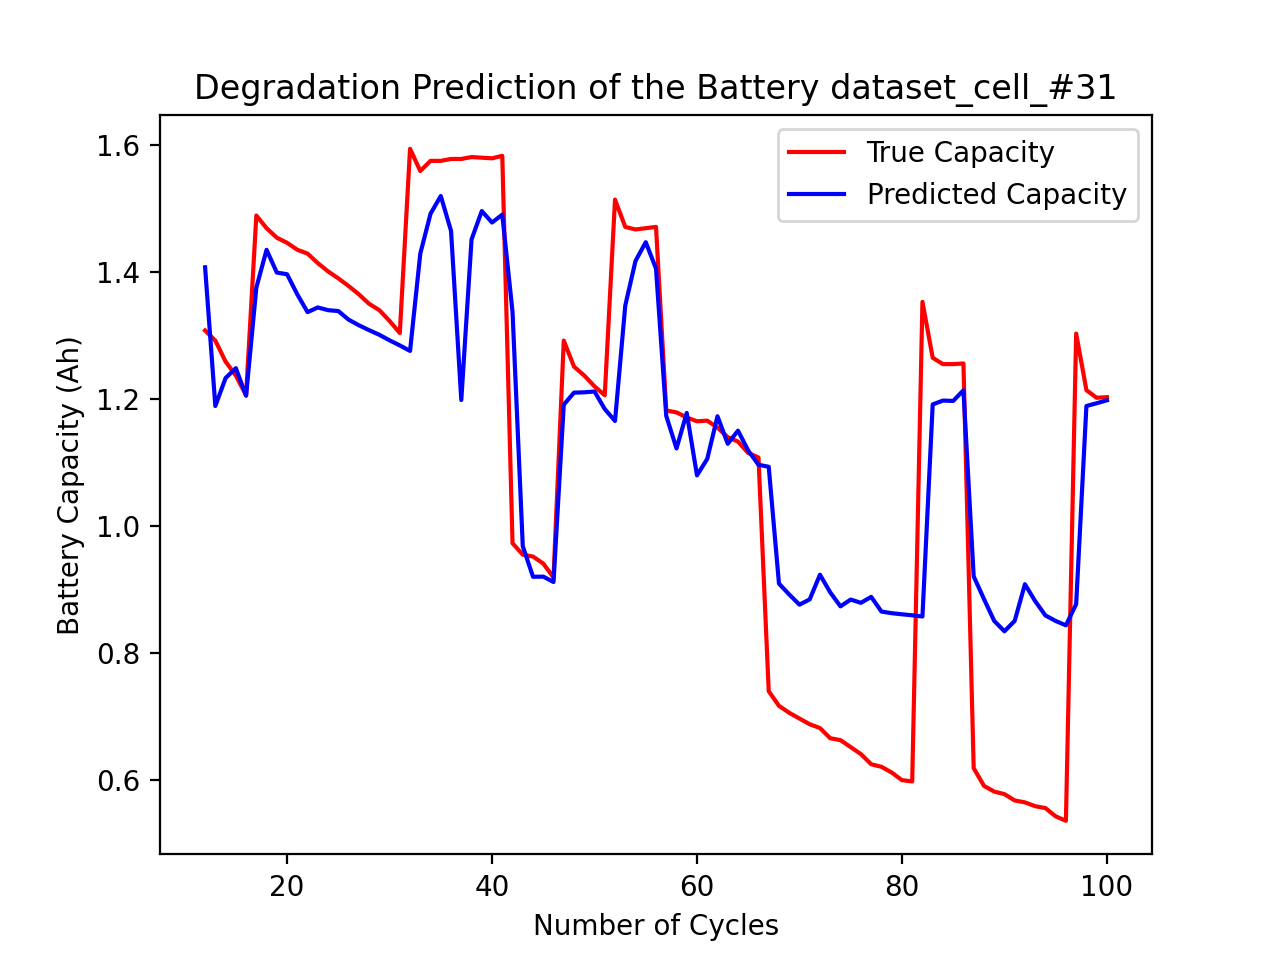 Degradation Prediction of the Battery dataset_cell_#31
True Capacity
Predicted Capacity
Battery Capacity (Ah)
1.6
1.4
1.2
1.0
0.8
0.6
20 40 60 80 100
Number of Cycles